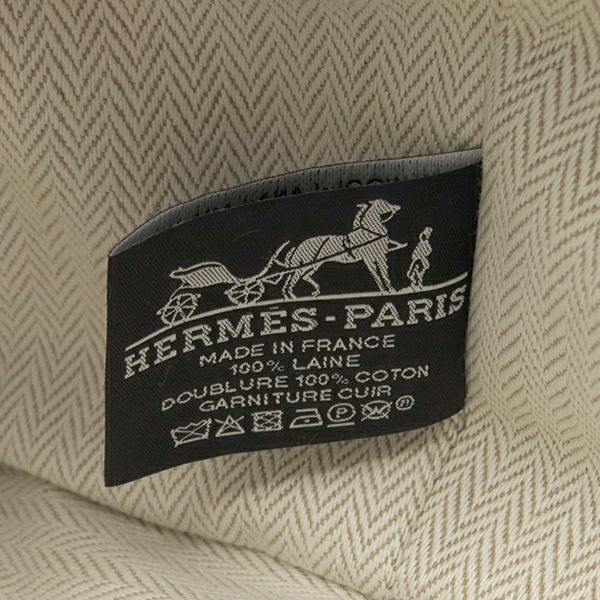 HERMÈS-PARIS
MADE IN FRANCE
100% LAINE
DOUBLURE 100% COTON
GARNITURE CUIR